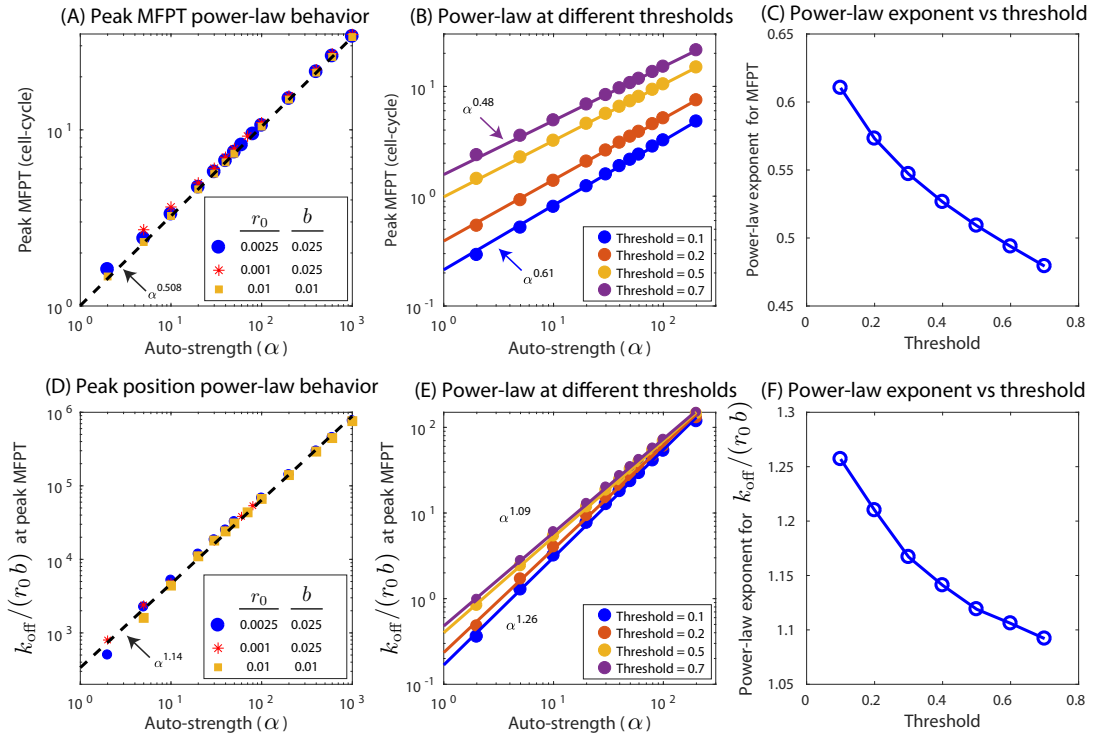 (A) Peak MFPT power-law behavior
Peak MFPT (cell-cycle)
10^1
10^0
10^0 10^1 10^2 10^3
Auto-strength (α)
α^0.508
r_0 b
0.0025 0.025
0.001 0.025
0.01 0.01
(B) Power-law at different thresholds
Peak MFPT (cell-cycle)
10^1
10^0
10^-1
10^0 10^1 10^2
Auto-strength (α)
α^0.48
α^0.61
Threshold = 0.1
Threshold = 0.2
Threshold = 0.5
Threshold = 0.7
(C) Power-law exponent vs threshold
Power-law exponent for MFPT
0.65
0.6
0.55
0.5
0.45
0 0.2 0.4 0.6 0.8
Threshold
(D) Peak position power-law behavior
k_off/(r_0 b) at peak MFPT
10^6
10^5
10^4
10^3
10^0 10^1 10^2 10^3
Auto-strength (α)
α^1.14
r_0 b
0.0025 0.025
0.001 0.025
0.01 0.01
(E) Power-law at different thresholds
k_off/(r_0 b) at peak MFPT
10^2
10^1
10^0
10^-1
10^0 10^1 10^2
Auto-strength (α)
α^1.09
α^1.26
Threshold = 0.1
Threshold = 0.2
Threshold = 0.5
Threshold = 0.7
(F) Power-law exponent vs threshold
Power-law exponent for k_off/(r_0 b)
1.3
1.25
1.2
1.15
1.1
1.05
0 0.2 0.4 0.6 0.8
Threshold